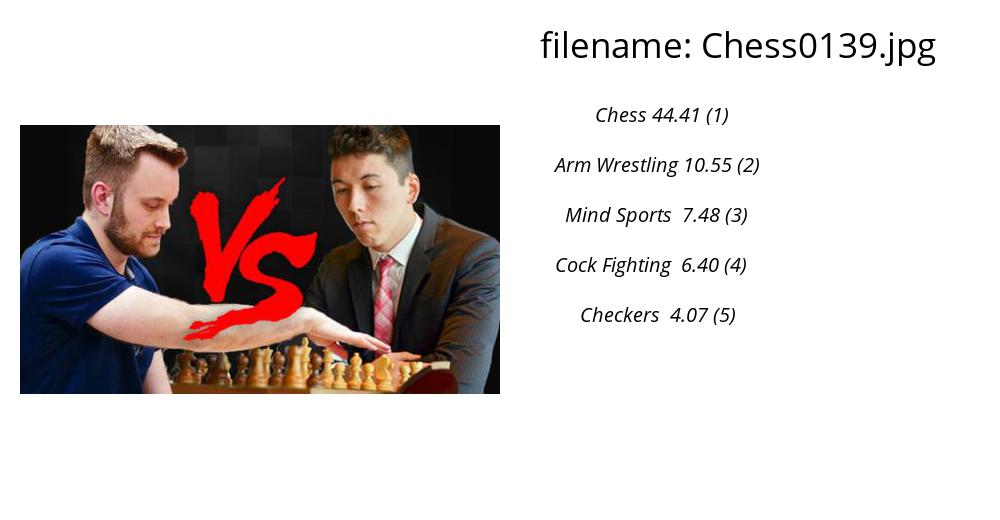 filename: Chess0139.jpg
Chess 44.41 (1)
Arm Wrestling 10.55 (2)
Mind Sports  7.48 (3)
Cock Fighting  6.40 (4)
Checkers  4.07 (5)
VS